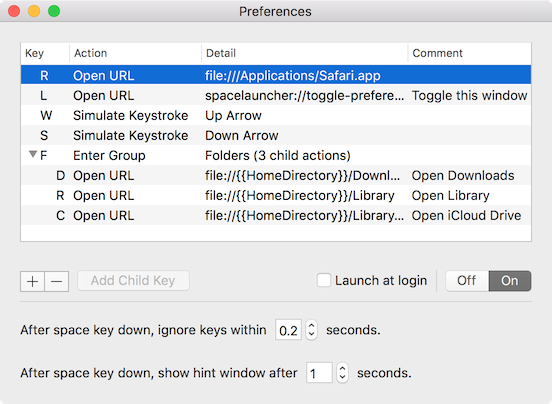 Preferences
Key Action Detail Comment
R Open URL file:///Applications/Safari.app
L Open URL spacelauncher://toggle-prefere... Toggle this window
W Simulate Keystroke Up Arrow
S Simulate Keystroke Down Arrow
F Enter Group Folders (3 child actions)
D Open URL file://{{HomeDirectory}}/Downl... Open Downloads
R Open URL file://{{HomeDirectory}}/Library Open Library
C Open URL file://{{HomeDirectory}}/Library... Open iCloud Drive
+ − Add Child Key Launch at login Off On
After space key down, ignore keys within 0.2 seconds.
After space key down, show hint window after 1 seconds.